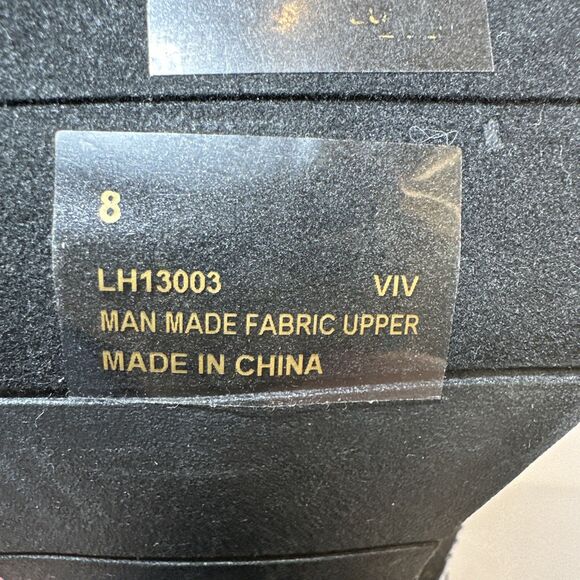 8
LH13003 VIV
MAN MADE FABRIC UPPER
MADE IN CHINA